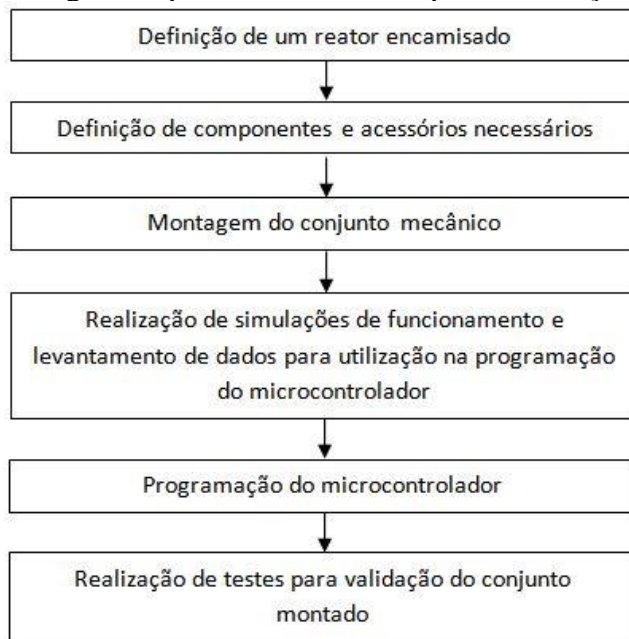 Definição de um reator encamisado
Definição de componentes e acessórios necessários
Montagem do conjunto mecânico
Realização de simulações de funcionamento e
levantamento de dados para utilização na programação
do microcontrolador
Programação do microcontrolador
Realização de testes para validação do conjunto
montado